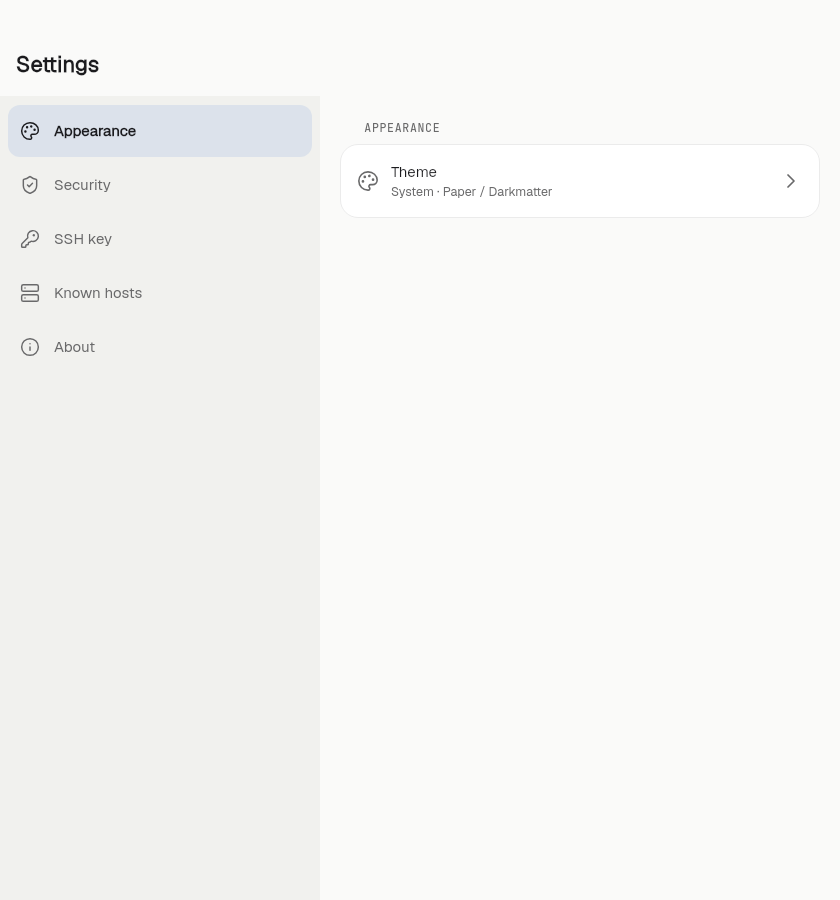 Settings
Appearance
Security
SSH key
Known hosts
About
APPEARANCE
Theme
System · Paper / Darkmatter